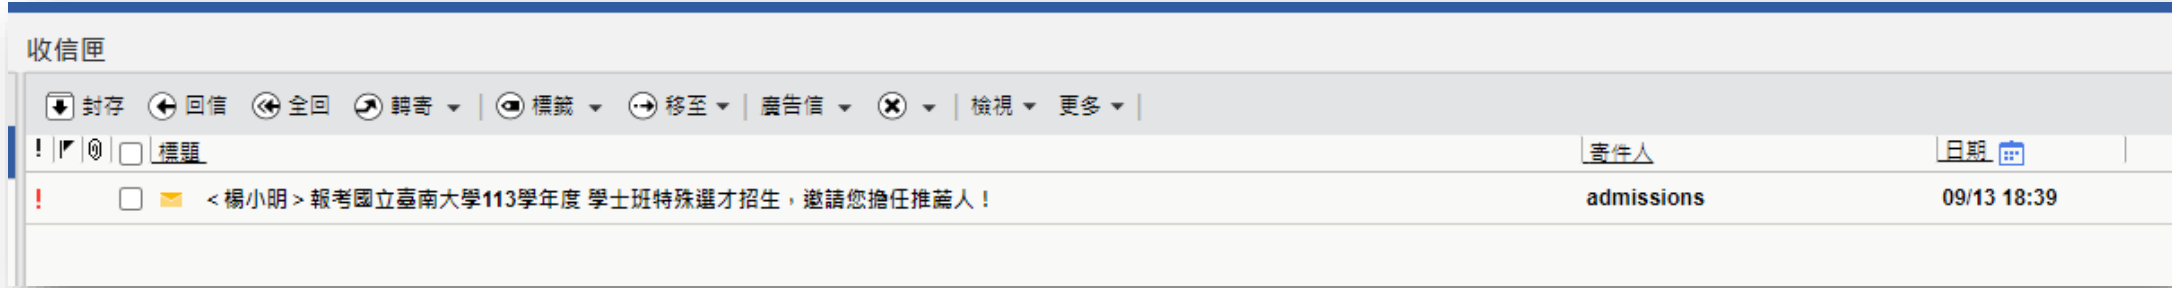 收信匣
封存 回信 全回 轉寄 | 標籤 移至 | 廣告信 | 檢視 更多 |
! 標題 寄件人 日期
! <楊小明>報考國立臺南大學113學年度 學士班特殊選才招生，邀請您擔任推薦人！ admissions 09/13 18:39